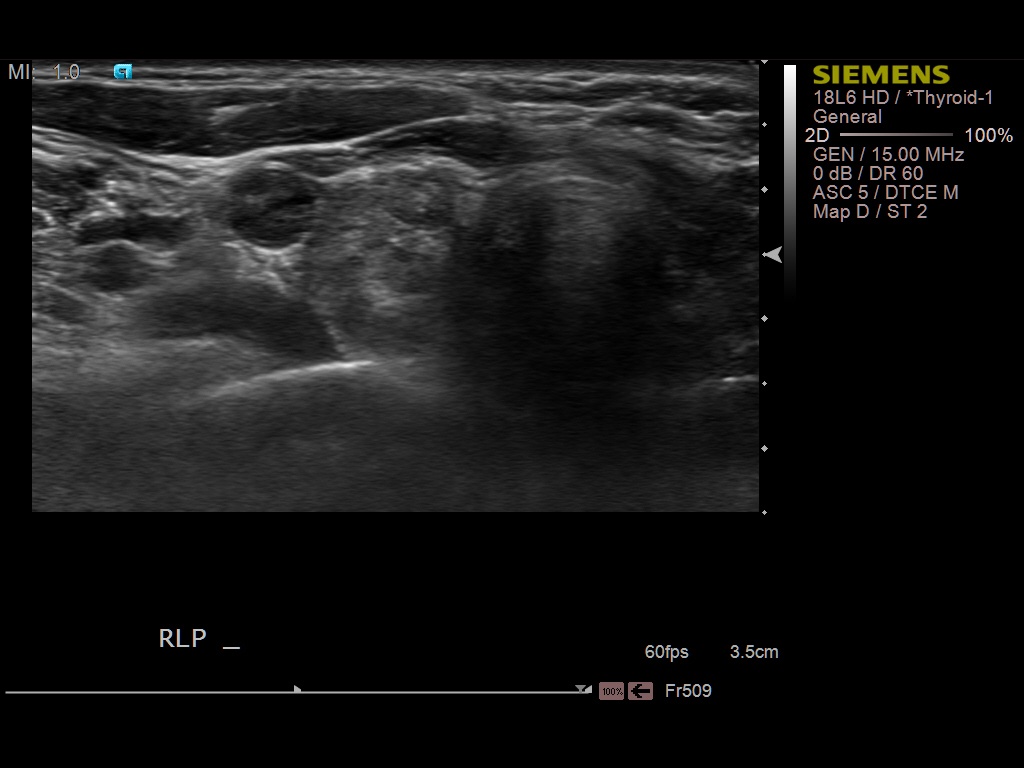 MI: 1.0
SIEMENS
18L6 HD / *Thyroid-1
General
2D 100%
GEN / 15.00 MHz
0 dB / DR 60
ASC 5 / DTCE M
Map D / ST 2
RLP _
60fps 3.5cm
100% Fr509